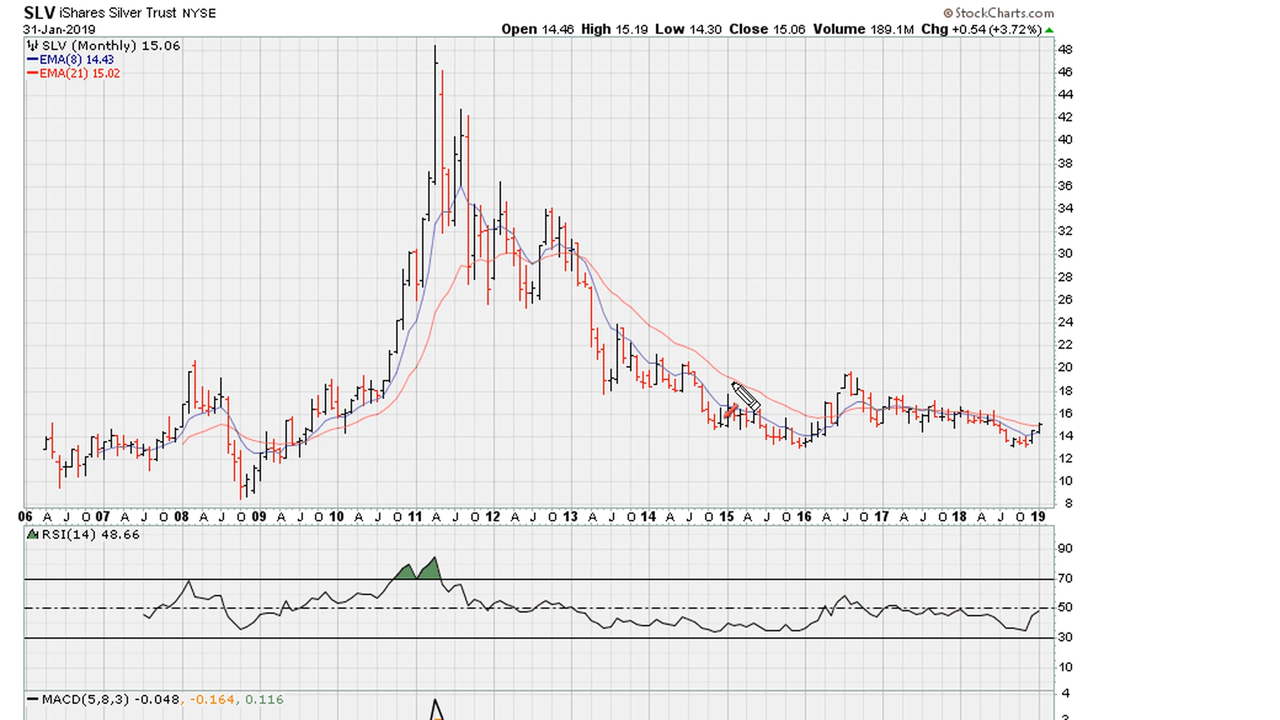 SLV iShares Silver Trust NYSE
© StockCharts.com
31-Jan-2019
Open 14.46 High 15.19 Low 14.30 Close 15.06 Volume 189.1M Chg +0.54 (+3.72%)
SLV (Monthly) 15.06
EMA(8) 14.43
EMA(21) 15.02
48
46
44
42
40
38
36
34
32
30
28
26
24
22
20
18
16
14
12
10
8
06 A J O 07 A J O 08 A J O 09 A J O 10 A J O 11 A J O 12 A J O 13 A J O 14 A J O 15 A J O 16 A J O 17 A J O 18 A J O 19
RSI(14) 48.66
90
70
50
30
10
MACD(5,8,3) -0.048, -0.164, 0.116
4